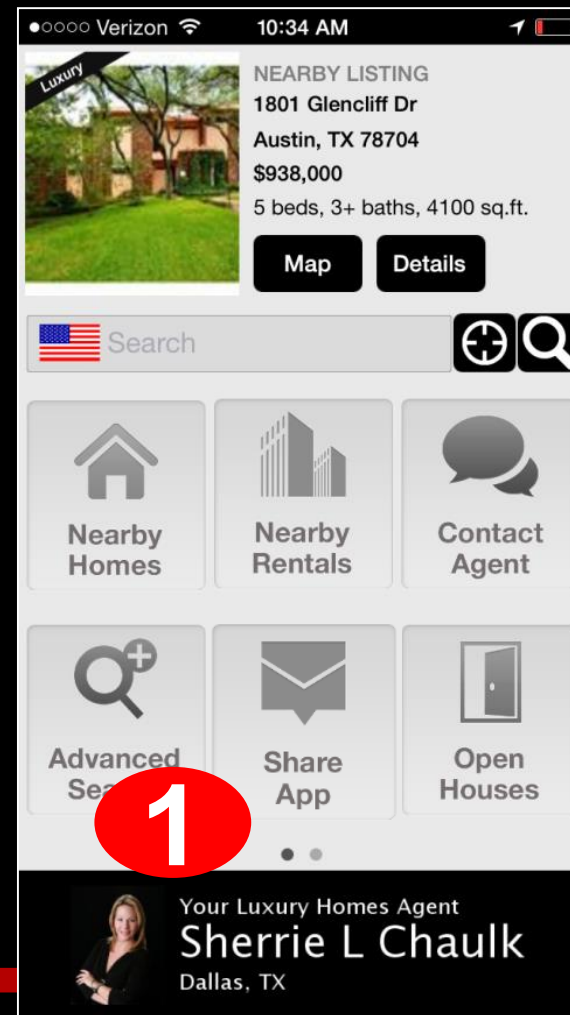 Verizon 10:34 AM
Luxury
NEARBY LISTING
1801 Glencliff Dr
Austin, TX 78704
$938,000
5 beds, 3+ baths, 4100 sq.ft.
Map Details
Search
Nearby
Homes
Nearby
Rentals
Contact
Agent
Advanced
Share
App
Open
Houses
1
Your Luxury Homes Agent
Sherrie L Chaulk
Dallas, TX